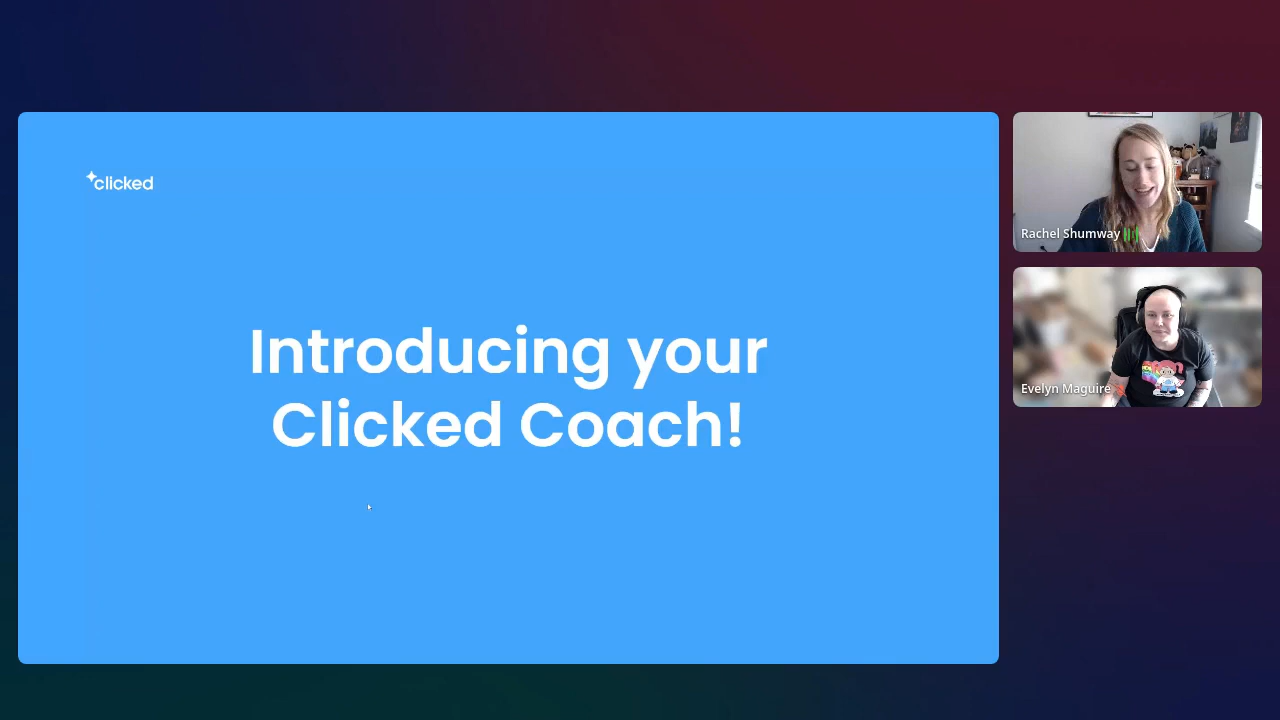 clicked
Introducing your
Clicked Coach!
Rachel Shumway
Evelyn Maguire